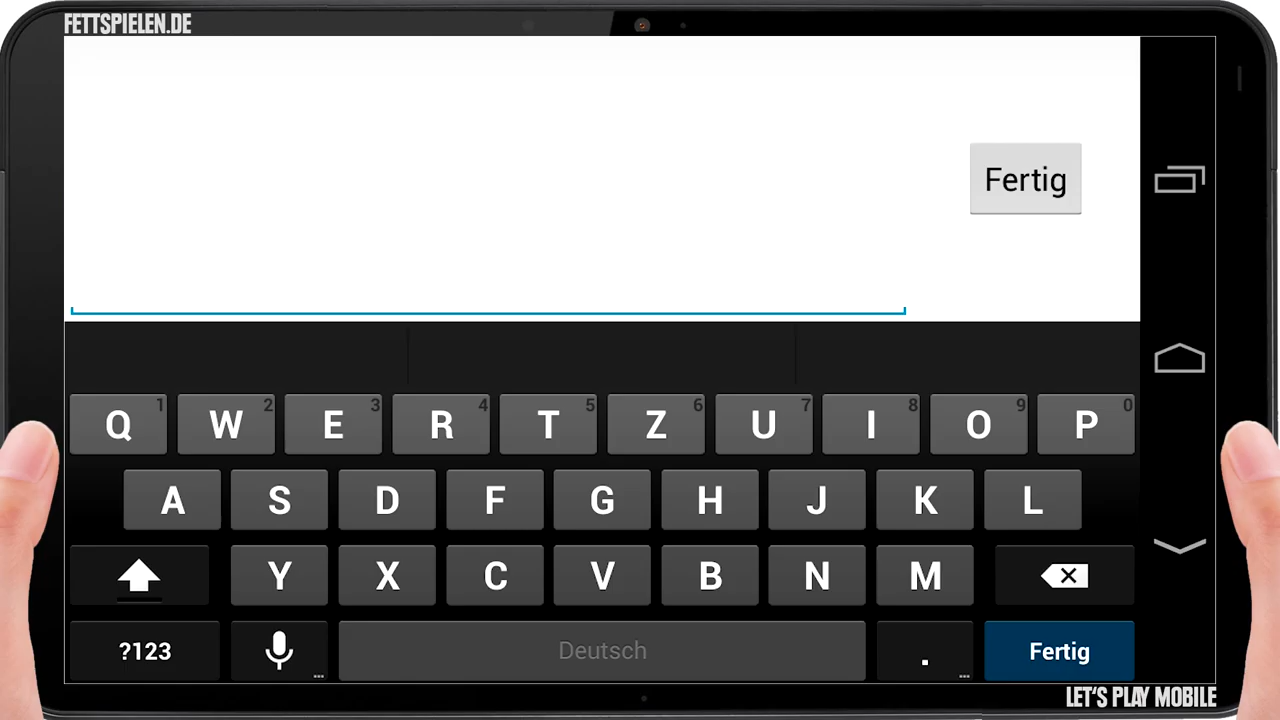 FETTSPIELEN.DE
Fertig
Q 1 W 2 E 3 R 4 T 5 Z 6 U 7 I 8 O 9 P 0
A S D F G H J K L
Y X C V B N M
?123 ... Deutsch . ... Fertig
LET'S PLAY MOBILE